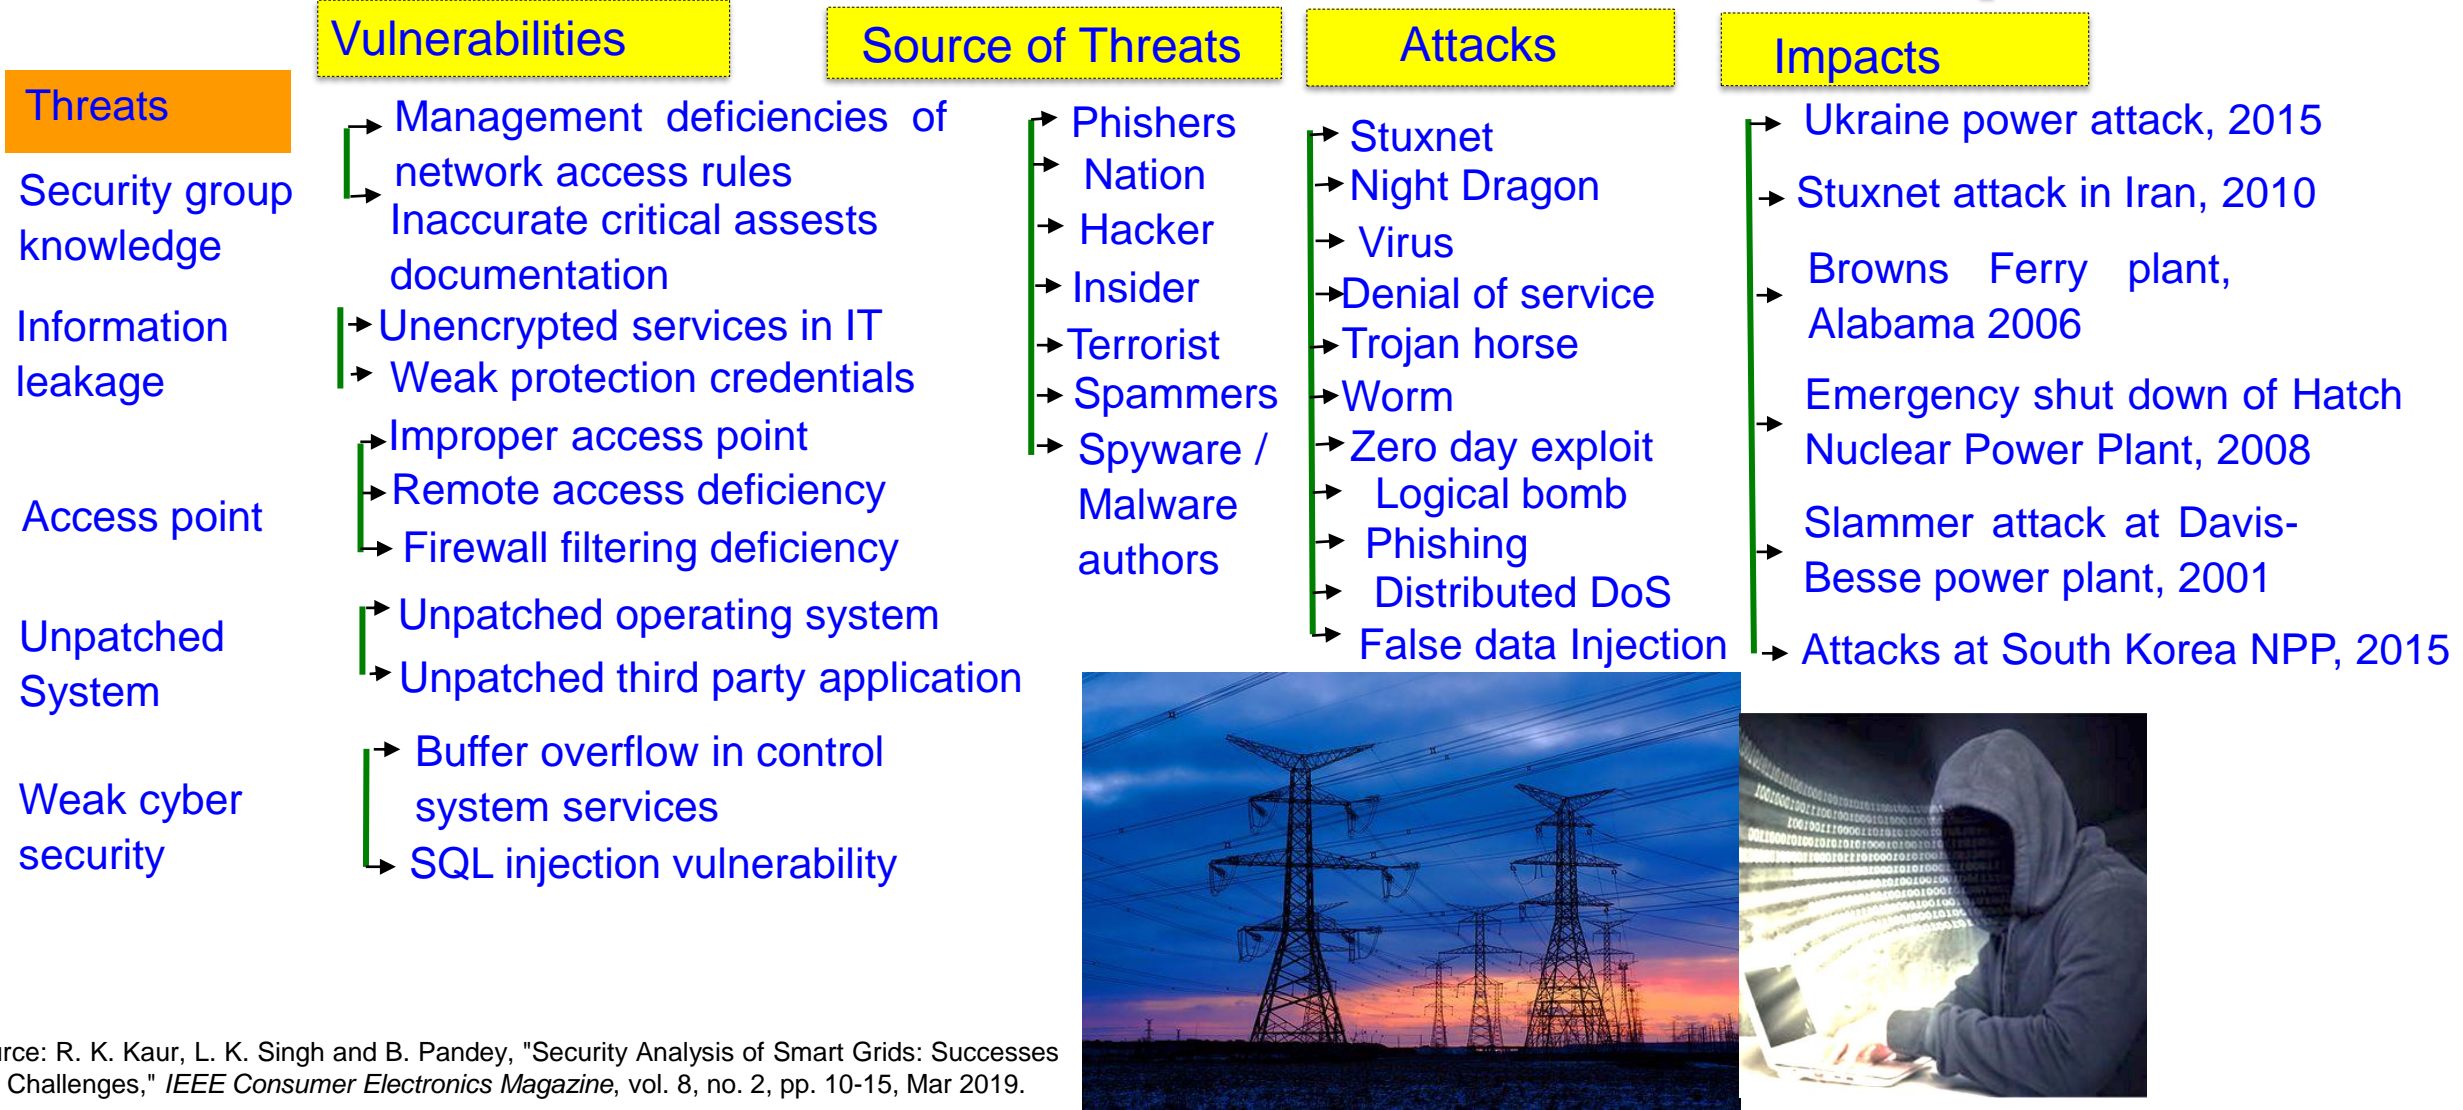 Vulnerabilities
Source of Threats
Attacks
Impacts
Threats
Security group
knowledge
Information
leakage
Access point
Unpatched
System
Weak cyber
security
Management deficiencies of
network access rules
Inaccurate critical assests
documentation
Unencrypted services in IT
Weak protection credentials
Improper access point
Remote access deficiency
Firewall filtering deficiency
Unpatched operating system
Unpatched third party application
Buffer overflow in control
system services
SQL injection vulnerability
Phishers
Nation
Hacker
Insider
Terrorist
Spammers
Spyware /
Malware
authors
Stuxnet
Night Dragon
Virus
Denial of service
Trojan horse
Worm
Zero day exploit
Logical bomb
Phishing
Distributed DoS
False data Injection
Ukraine power attack, 2015
Stuxnet attack in Iran, 2010
Browns Ferry plant,
Alabama 2006
Emergency shut down of Hatch
Nuclear Power Plant, 2008
Slammer attack at Davis-
Besse power plant, 2001
Attacks at South Korea NPP, 2015
urce: R. K. Kaur, L. K. Singh and B. Pandey, "Security Analysis of Smart Grids: Successes
Challenges," IEEE Consumer Electronics Magazine, vol. 8, no. 2, pp. 10-15, Mar 2019.